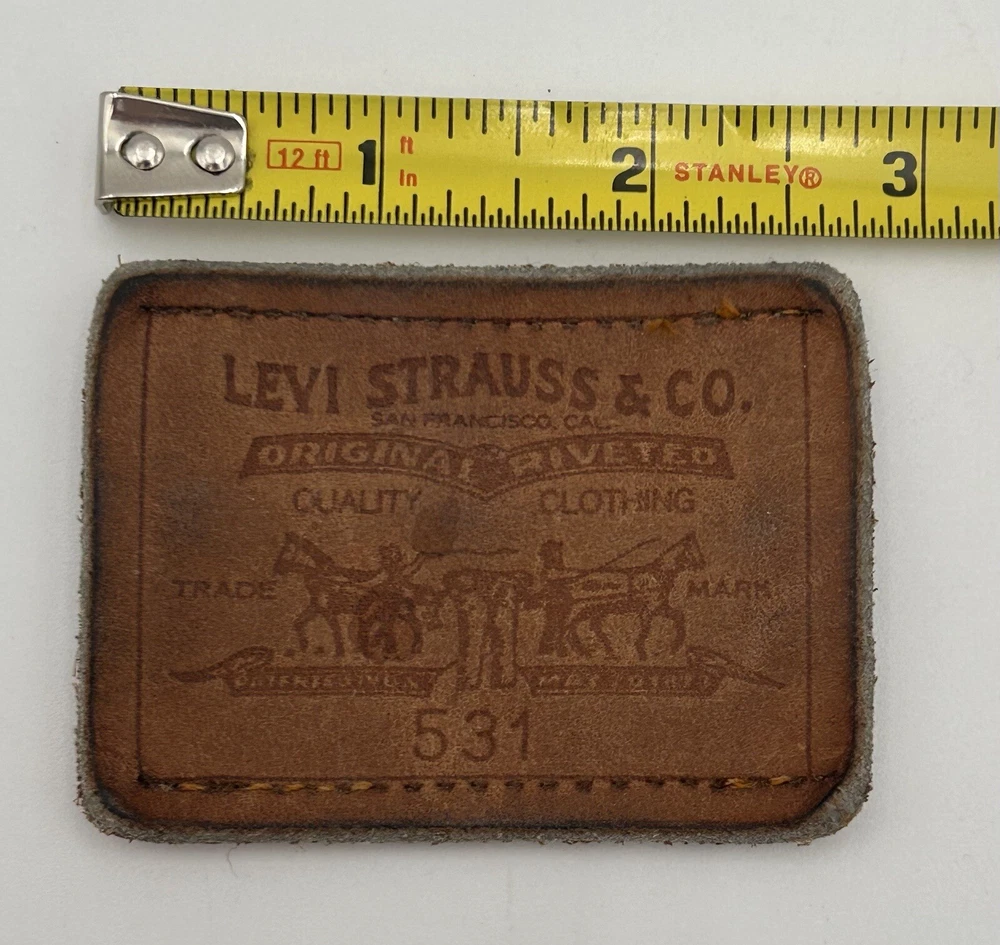 12 ft 1 ft 2 STANLEY® 3
In
LEVI STRAUSS & CO.
SAN FRANCISCO, CAL.
ORIGINAL RIVETED
QUALITY CLOTHING
TRADE MARK
531